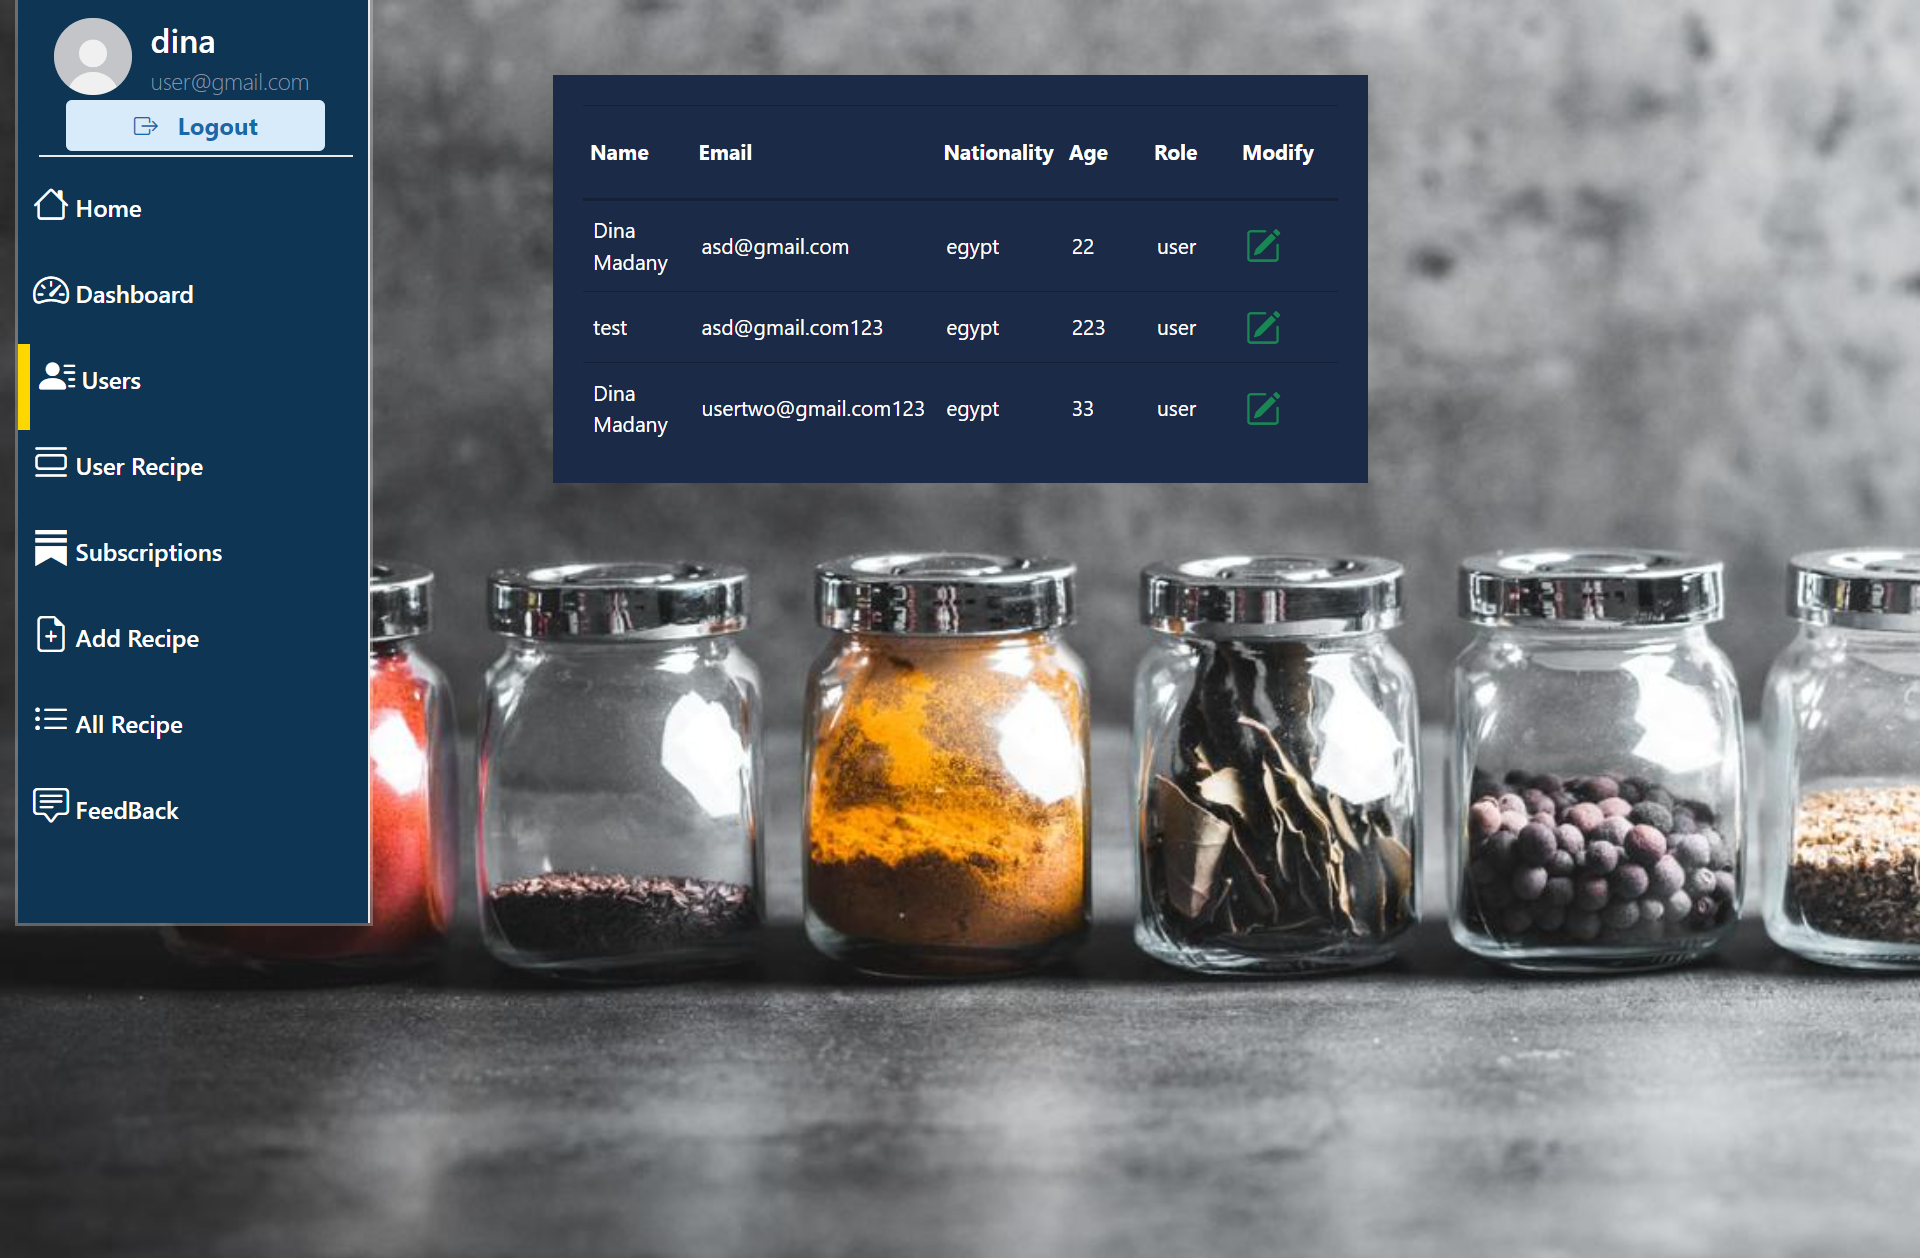 dina
user@gmail.com
Logout
Home
Dashboard
Users
User Recipe
Subscriptions
Add Recipe
All Recipe
FeedBack
Name Email Nationality Age Role Modify
Dina
Madany asd@gmail.com egypt 22 user
test asd@gmail.com123 egypt 223 user
Dina
Madany usertwo@gmail.com123 egypt 33 user